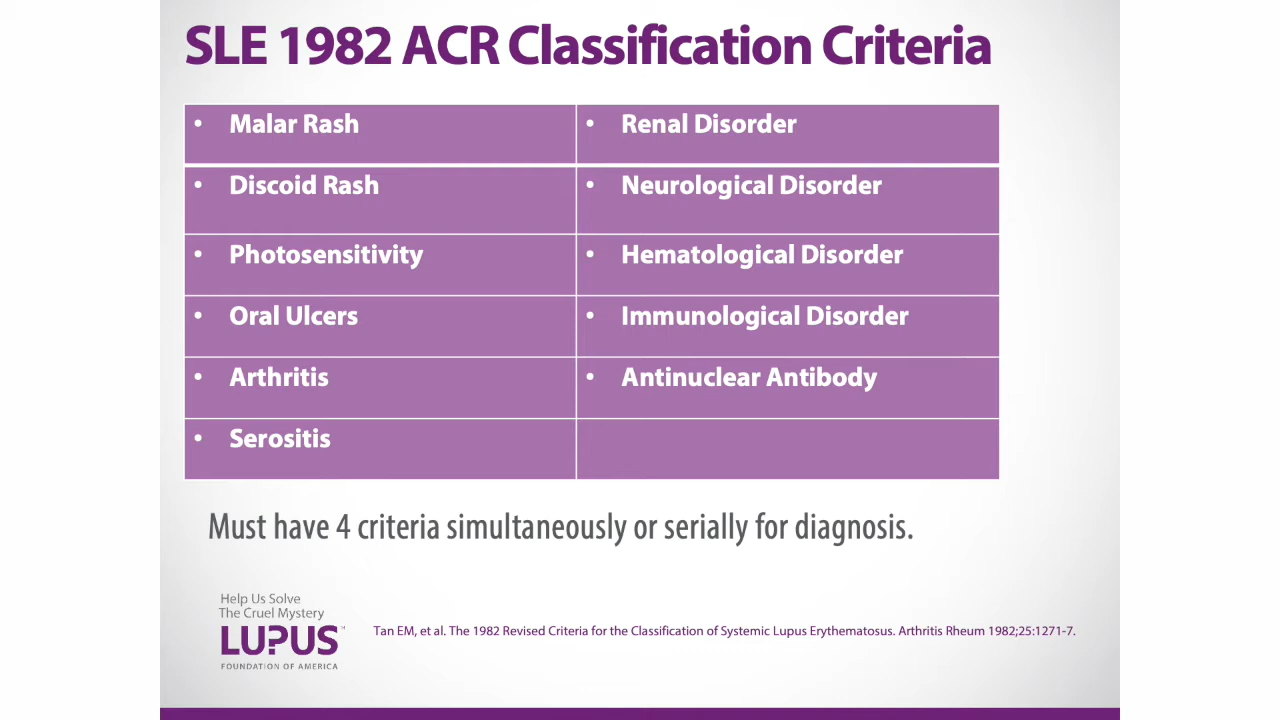 SLE 1982 ACR Classification Criteria
• Malar Rash
• Renal Disorder
• Discoid Rash
• Neurological Disorder
• Photosensitivity
• Hematological Disorder
• Oral Ulcers
• Immunological Disorder
• Arthritis
• Antinuclear Antibody
• Serositis
Must have 4 criteria simultaneously or serially for diagnosis.
Help Us Solve
The Cruel Mystery
LUPUS™
FOUNDATION OF AMERICA
Tan EM, et al. The 1982 Revised Criteria for the Classification of Systemic Lupus Erythematosus. Arthritis Rheum 1982;25:1271-7.